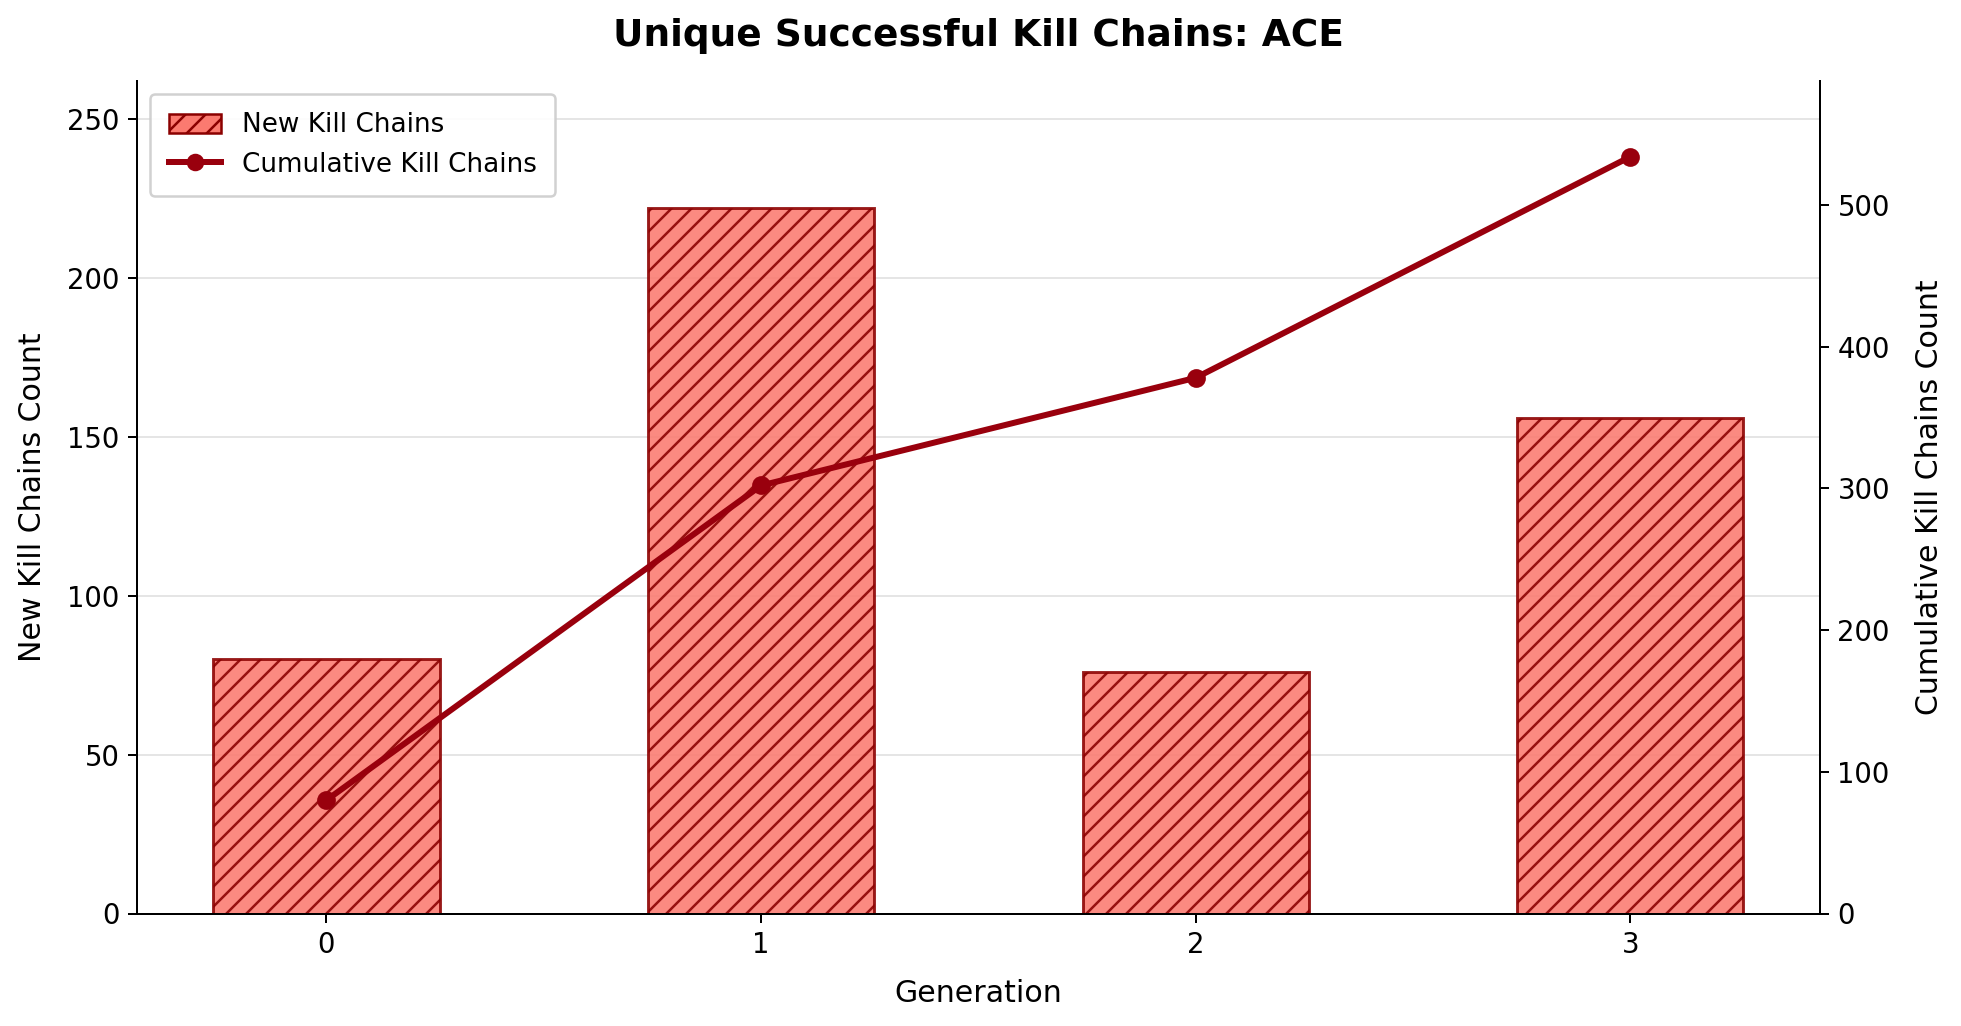 Unique Successful Kill Chains: ACE
New Kill Chains
Cumulative Kill Chains
New Kill Chains Count
250
200
150
100
50
0
500
400
300
200
100
0
Cumulative Kill Chains Count
0 1 2 3
Generation